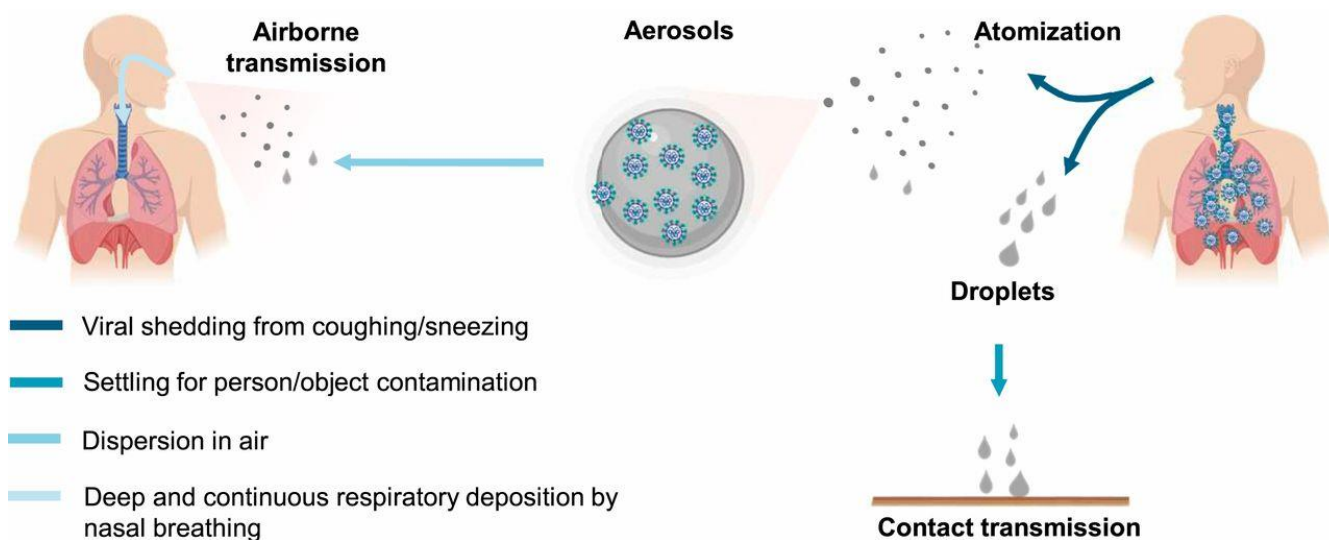 Airborne
transmission
Aerosols
Atomization
Droplets
Viral shedding from coughing/sneezing
Settling for person/object contamination
Dispersion in air
Deep and continuous respiratory deposition by
nasal breathing
Contact transmission